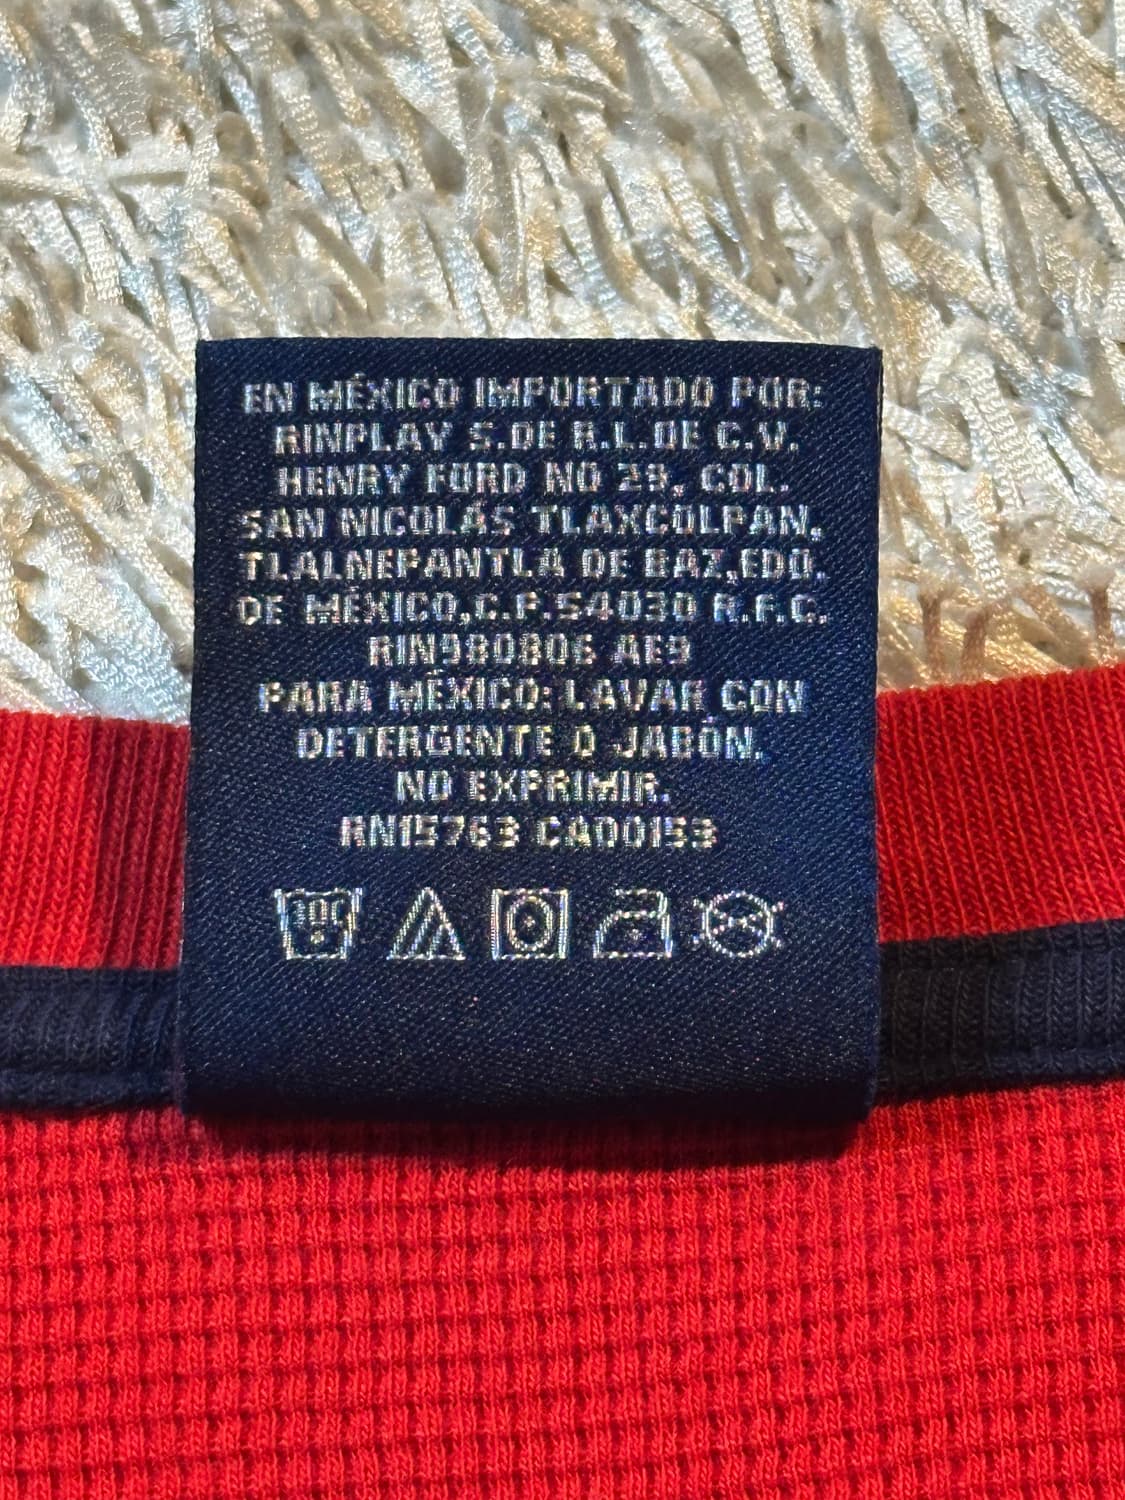 EN MÉXICO IMPORTADO POR:
RINPLAY S.DE R.L.DE C.V.
HENRY FORD NO 29, COL.
SAN NICOLÁS TLAXCOLPAN,
TLALNEPANTLA DE BAZ,EDO.
DE MÉXICO,C.P.54030 R.F.C.
RIN980806 AE9
PARA MÉXICO: LAVAR CON
DETERGENTE O JABÓN.
NO EXPRIMIR.
RN15763 CA00153
30C